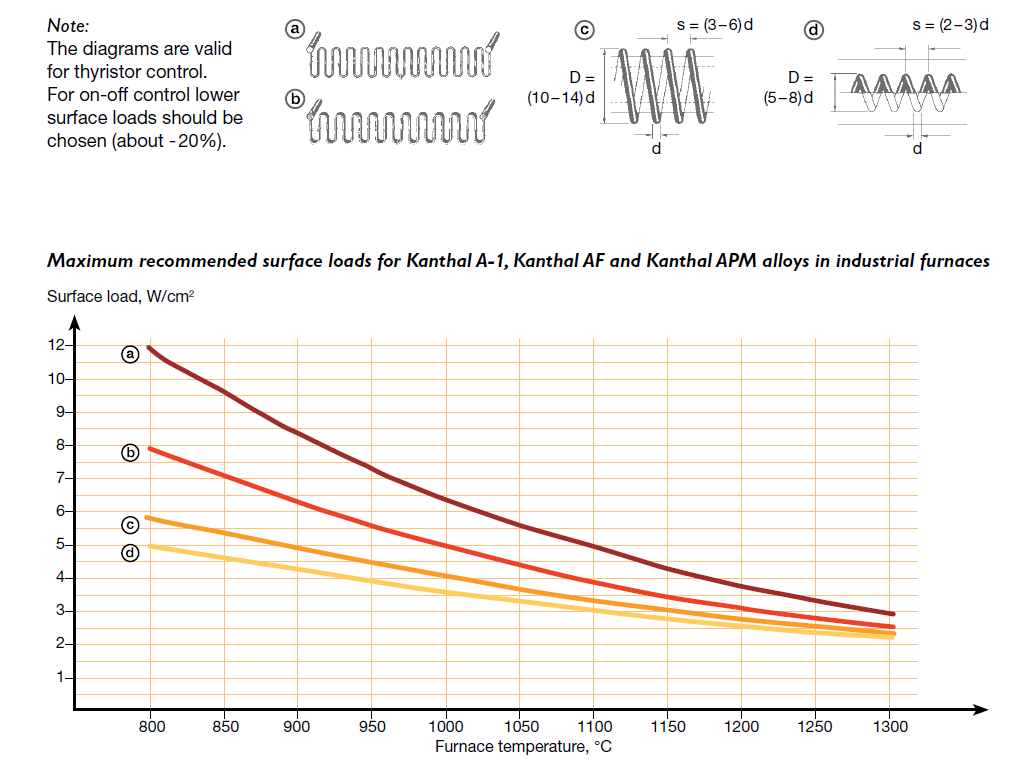 Note:
The diagrams are valid
for thyristor control.
For on-off control lower
surface loads should be
chosen (about -20%).
a
b
c
s = (3–6)d
D =
(10–14)d
d
d
s = (2–3)d
D =
(5–8)d
d
Maximum recommended surface loads for Kanthal A-1, Kanthal AF and Kanthal APM alloys in industrial furnaces
Surface load, W/cm²
12
10
9
8
7
6
5
4
3
2
1
a
b
c
d
800 850 900 950 1000 1050 1100 1150 1200 1250 1300
Furnace temperature, °C